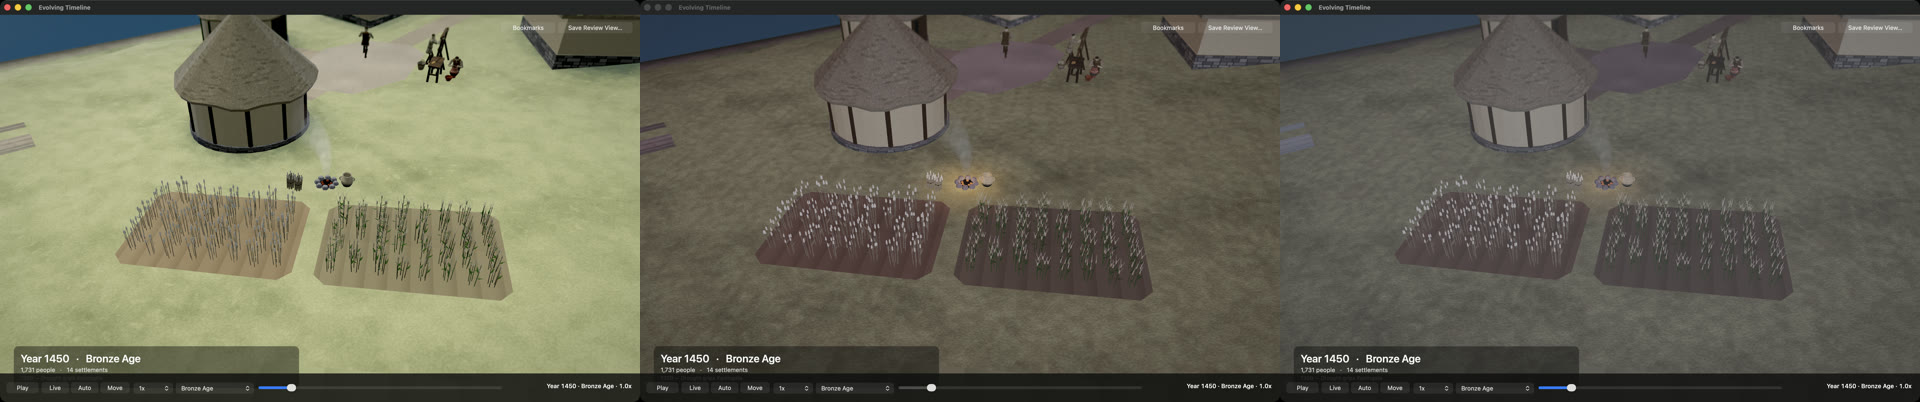 Evolving Timeline
Bookmarks
Save Review View...
Year 1450 · Bronze Age
1,731 people · 14 settlements
Play
Live
Auto
Move
1x
Bronze Age
Year 1450 · Bronze Age · 1.0x
Evolving Timeline
Bookmarks
Save Review View...
Year 1450 · Bronze Age
1,731 people · 14 settlements
Play
Live
Auto
Move
1x
Bronze Age
Year 1450 · Bronze Age · 1.0x
Evolving Timeline
Bookmarks
Save Review View...
Year 1450 · Bronze Age
1,731 people · 14 settlements
Play
Live
Auto
Move
1x
Bronze Age
Year 1450 · Bronze Age · 1.0x